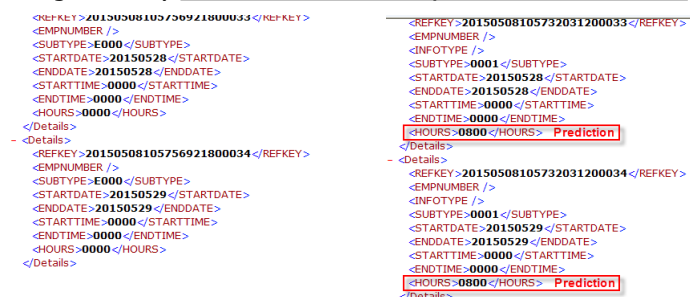 <REFKEY>20150508105756921800033</REFKEY>
<EMPNUMBER />
<SUBTYPE>E000</SUBTYPE>
<STARTDATE>20150528</STARTDATE>
<ENDDATE>20150528</ENDDATE>
<STARTTIME>0000</STARTTIME>
<ENDTIME>0000</ENDTIME>
<HOURS>0000</HOURS>
</Details>
- <Details>
<REFKEY>20150508105756921800034</REFKEY>
<EMPNUMBER />
<SUBTYPE>E000</SUBTYPE>
<STARTDATE>20150529</STARTDATE>
<ENDDATE>20150529</ENDDATE>
<STARTTIME>0000</STARTTIME>
<ENDTIME>0000</ENDTIME>
<HOURS>0000</HOURS>
</Details>
<REFKEY>20150508105732031200033</REFKEY>
<EMPNUMBER />
<INFOTYPE />
<SUBTYPE>0001</SUBTYPE>
<STARTDATE>20150528</STARTDATE>
<ENDDATE>20150528</ENDDATE>
<STARTTIME>0000</STARTTIME>
<ENDTIME>0000</ENDTIME>
<HOURS>0800</HOURS> Prediction
</Details>
- <Details>
<REFKEY>20150508105732031200034</REFKEY>
<EMPNUMBER />
<INFOTYPE />
<SUBTYPE>0001</SUBTYPE>
<STARTDATE>20150529</STARTDATE>
<ENDDATE>20150529</ENDDATE>
<STARTTIME>0000</STARTTIME>
<ENDTIME>0000</ENDTIME>
<HOURS>0800</HOURS> Prediction
</Details>